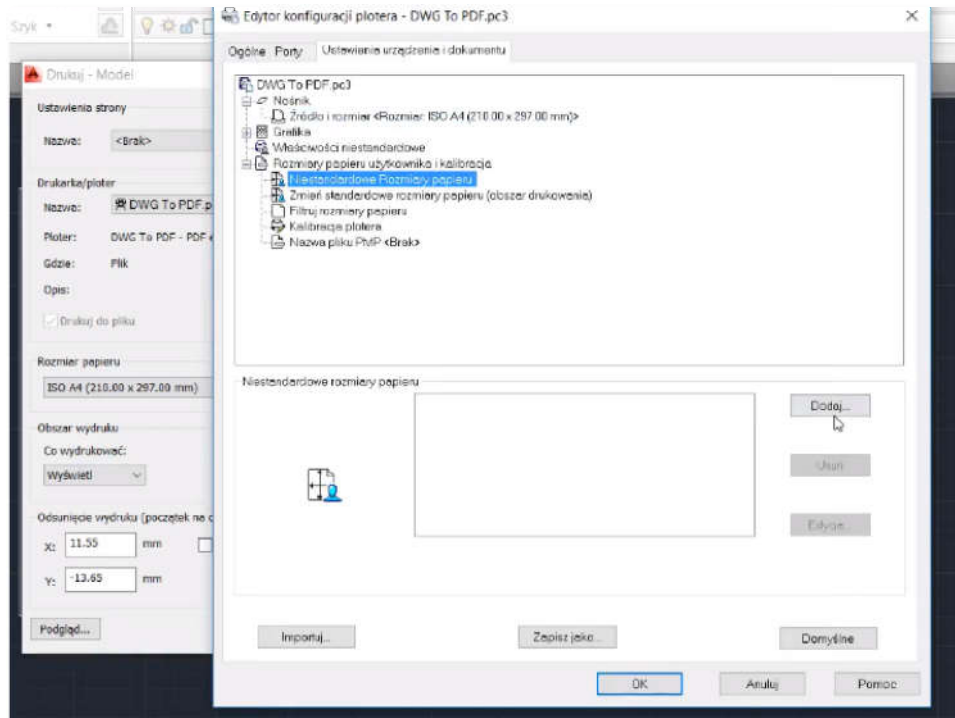 Szyk
Edytor konfiguracji plotera - DWG To PDF.pc3
Ogólne Porty Ustawienia urządzenia i dokumentu
DWG To PDF.pc3
Nośnik
Źródło i rozmiar <Rozmiar: ISO A4 (210.00 x 297.00 mm)>
Grafika
Właściwości niestandardowe
Rozmiary papieru użytkownika i kalibracja
Niestandardowe Rozmiary papieru
Zmień standardowe rozmiary papieru (obszar drukowania)
Filtruj rozmiary papieru
Kalibracja plotera
Nazwa pliku PMP <Brak>
Niestandardowe rozmiary papieru
Dodaj...
Usuń
Edycja...
Importuj...
Zapisz jako...
Domyślne
OK
Anuluj
Pomoc
Drukuj - Model
Ustawienia strony
Nazwa: <Brak>
Drukarka/ploter
Nazwa: DWG To PDF.p
Ploter: DWG To PDF - PDF
Gdzie: Plik
Opis:
Drukuj do pliku
Rozmiar papieru
ISO A4 (210.00 x 297.00 mm)
Obszar wydruku
Co wydrukować:
Wyświetl
Odsunięcie wydruku (początek na
X: 11.55 mm
Y: -13.65 mm
Podgląd...